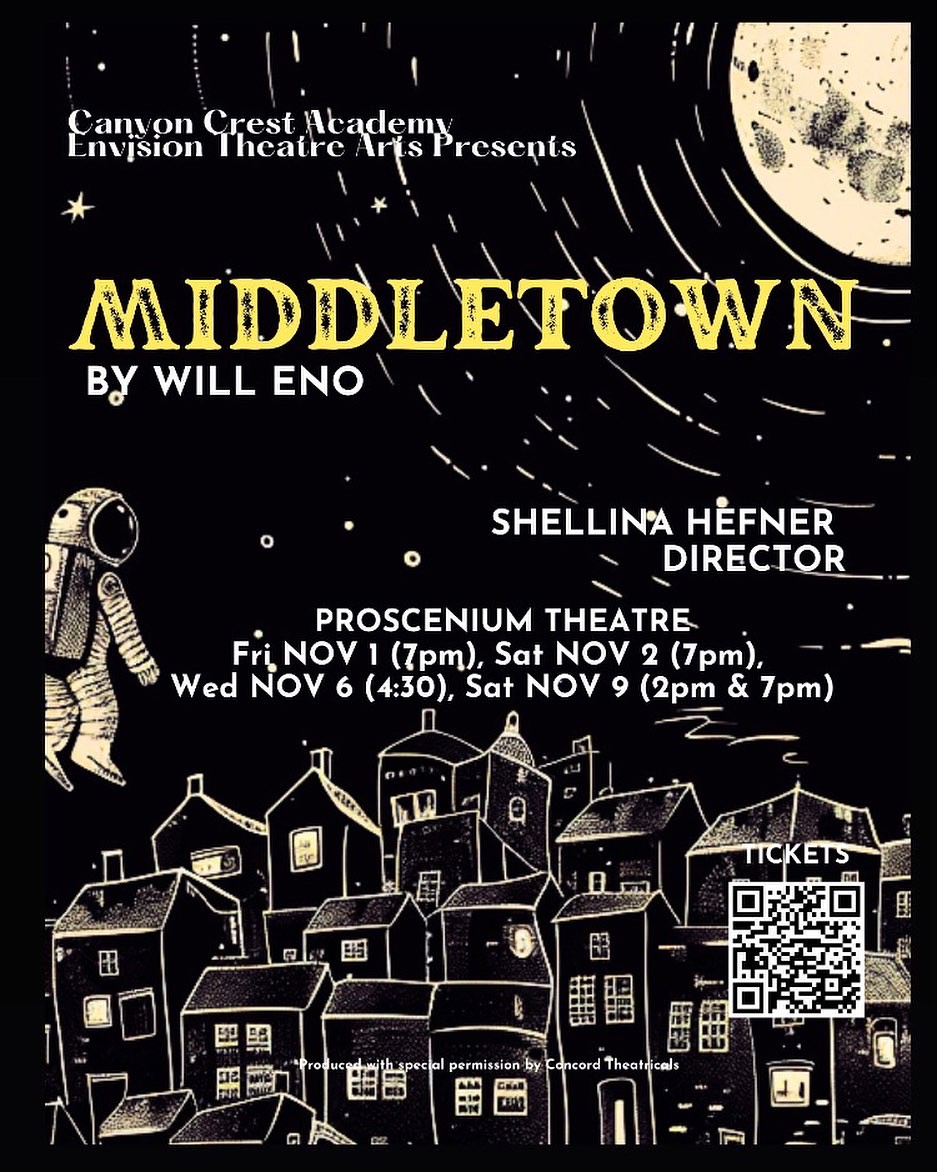 Canyon Crest Academy
Envision Theatre Arts Presents
MIDDLETOWN
BY WILL ENO
SHELLINA HEFNER
DIRECTOR
PROSCENIUM THEATRE
Fri NOV 1 (7pm), Sat NOV 2 (7pm),
Wed NOV 6 (4:30), Sat NOV 9 (2pm & 7pm)
TICKETS
*Produced with special permission by Concord Theatricals